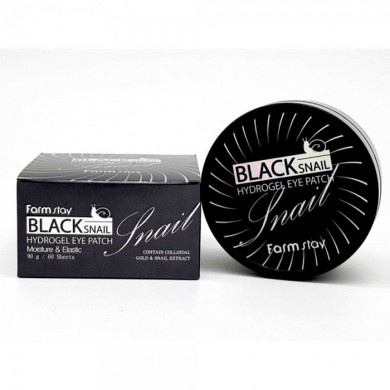 Farmstay
BLACK SNAIL
HYDROGEL EYE PATCH
Moisture & Elastic
90 g / 60 Sheets
Snail
CONTAIN COLLOIDAL
GOLD & SNAIL EXTRACT
BLACK SNAIL
HYDROGEL EYE PATCH
Snail
Farmstay